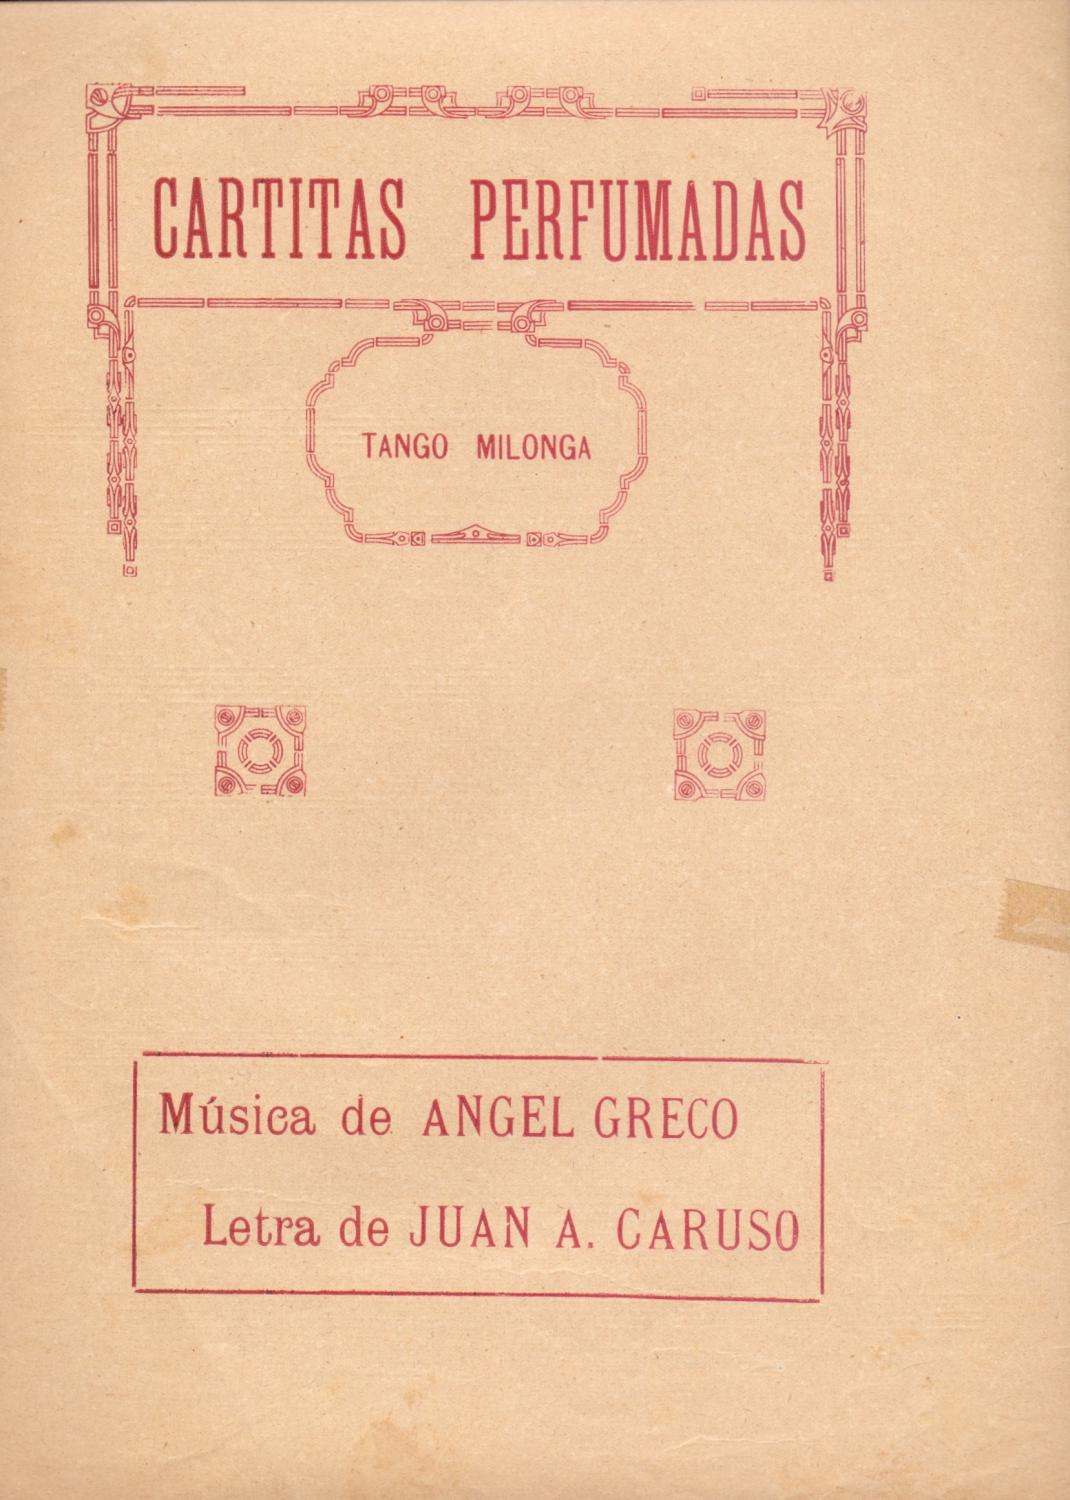 CARTITAS PERFUMADAS
TANGO MILONGA
Música de ANGEL GRECO
Letra de JUAN A. CARUSO